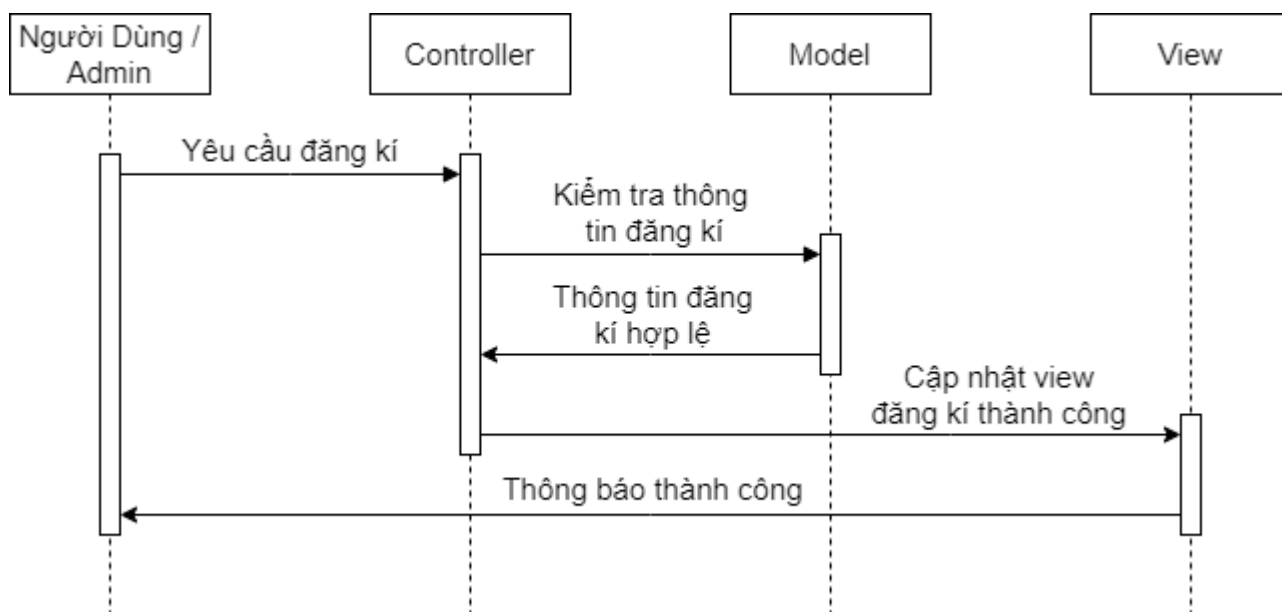 Người Dùng /
Admin
Controller
Model
View
Yêu cầu đăng kí
Kiểm tra thông
tin đăng kí
Thông tin đăng
kí hợp lệ
Cập nhật view
đăng kí thành công
Thông báo thành công